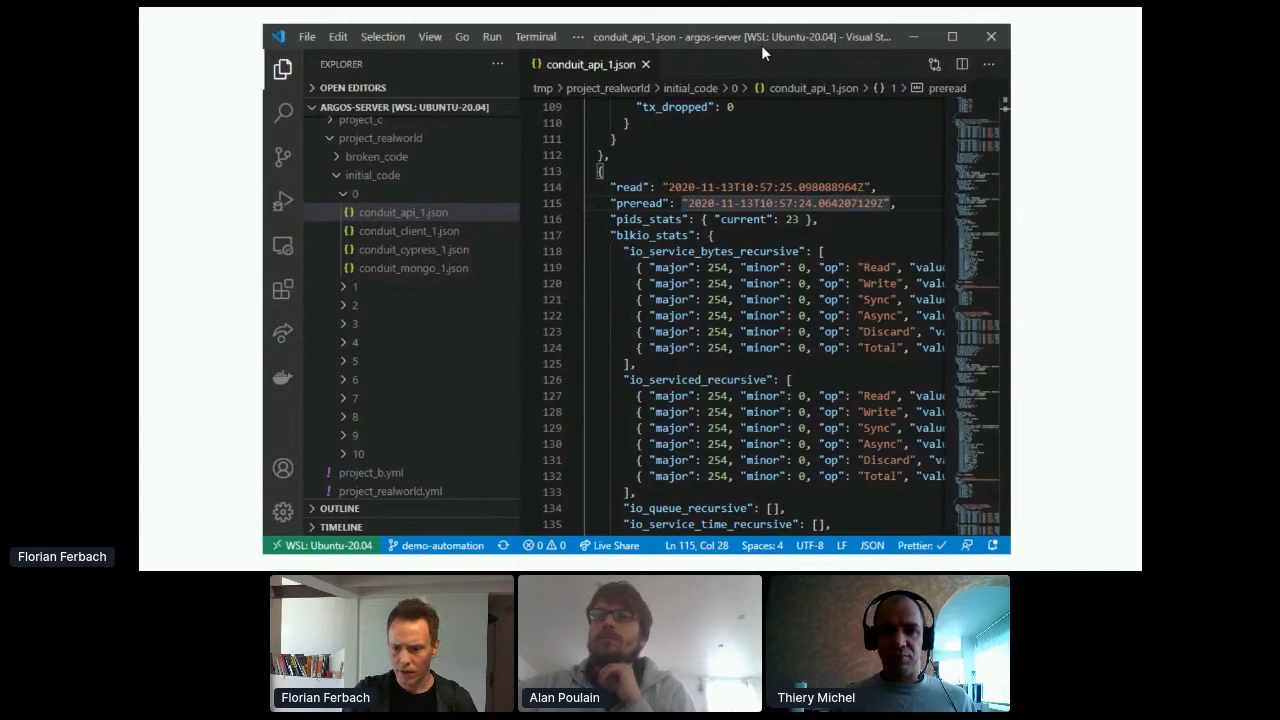 File Edit Selection View Go Run Terminal ··· conduit_api_1.json - argos-server [WSL: Ubuntu-20.04] - Visual St...
EXPLORER
OPEN EDITORS
ARGOS-SERVER [WSL: UBUNTU-20.04]
project_c
project_realworld
broken_code
initial_code
0
conduit_api_1.json
conduit_client_1.json
conduit_cypress_1.json
conduit_mongo_1.json
1
2
3
4
5
6
7
8
9
10
project_b.yml
project_realworld.yml
OUTLINE
TIMELINE
conduit_api_1.json
tmp > project_realworld > initial_code > 0 > {} conduit_api_1.json > {} 1 > preread
109 "tx_dropped": 0
110 }
111 }
112 },
113 {
114 "read": "2020-11-13T10:57:25.098088964Z",
115 "preread": "2020-11-13T10:57:24.064207129Z",
116 "pids_stats": { "current": 23 },
117 "blkio_stats": {
118 "io_service_bytes_recursive": [
119 { "major": 254, "minor": 0, "op": "Read", "value
120 { "major": 254, "minor": 0, "op": "Write", "valu
121 { "major": 254, "minor": 0, "op": "Sync", "value
122 { "major": 254, "minor": 0, "op": "Async", "valu
123 { "major": 254, "minor": 0, "op": "Discard", "va
124 { "major": 254, "minor": 0, "op": "Total", "valu
125 ],
126 "io_serviced_recursive": [
127 { "major": 254, "minor": 0, "op": "Read", "value
128 { "major": 254, "minor": 0, "op": "Write", "valu
129 { "major": 254, "minor": 0, "op": "Sync", "value
130 { "major": 254, "minor": 0, "op": "Async", "valu
131 { "major": 254, "minor": 0, "op": "Discard", "va
132 { "major": 254, "minor": 0, "op": "Total", "valu
133 ],
134 "io_queue_recursive": [],
135 "io_service_time_recursive": [],
WSL: Ubuntu-20.04 demo-automation 0 0 Live Share Ln 115, Col 28 Spaces: 4 UTF-8 LF JSON Prettier: ✓
Florian Ferbach
Florian Ferbach
Alan Poulain
Thiery Michel